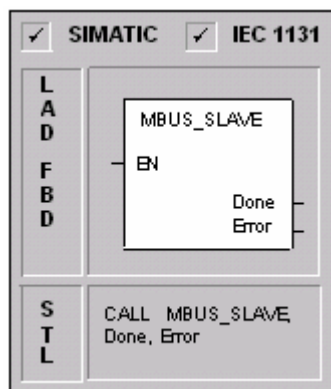 ✓ SIMATIC ✓ IEC 1131
LAD
FBD
MBUS_SLAVE
EN
Done
Error
STL
CALL MBUS_SLAVE,
Done, Error